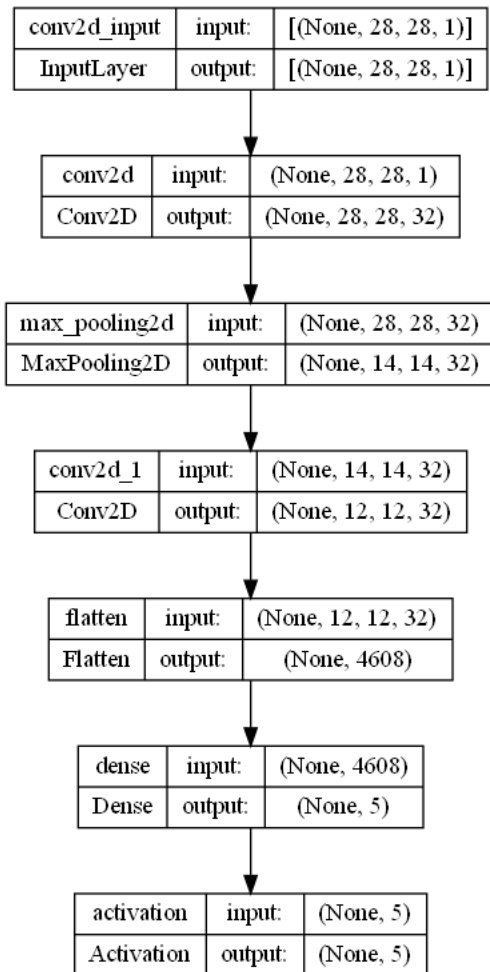 conv2d_input input: [(None, 28, 28, 1)]
InputLayer output: [(None, 28, 28, 1)]
conv2d input: (None, 28, 28, 1)
Conv2D output: (None, 28, 28, 32)
max_pooling2d input: (None, 28, 28, 32)
MaxPooling2D output: (None, 14, 14, 32)
conv2d_1 input: (None, 14, 14, 32)
Conv2D output: (None, 12, 12, 32)
flatten input: (None, 12, 12, 32)
Flatten output: (None, 4608)
dense input: (None, 4608)
Dense output: (None, 5)
activation input: (None, 5)
Activation output: (None, 5)